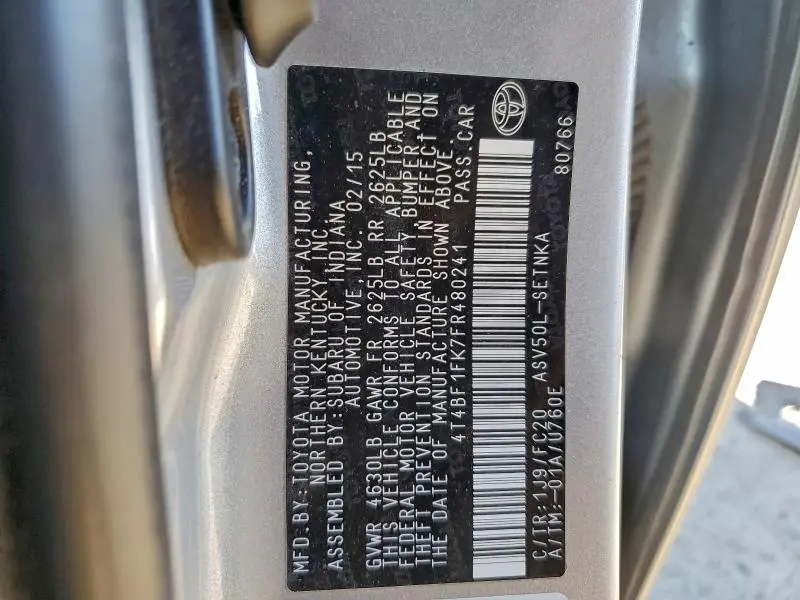 MFD.BY:TOYOTA MOTOR MANUFACTURING,
NORTHERN KENTUCKY INC.
ASSEMBLED BY:SUBARU OF INDIANA
AUTOMOTIVE,INC. 02/15
GVWR 4630LB GAWR FR 2625LB RR 2625LB
THIS VEHICLE CONFORMS TO ALL APPLICABLE
FEDERAL MOTOR VEHICLE SAFETY, BUMPER,AND
THEFT PREVENTION STANDARDS IN EFFECT ON
THE DATE OF MANUFACTURE SHOWN ABOVE.
4T4BF1FK7FR480241 PASS.CAR
C/TR:1J9/FC20 ASV50L-SETNKA
A/TM:-01A/U760E 80766